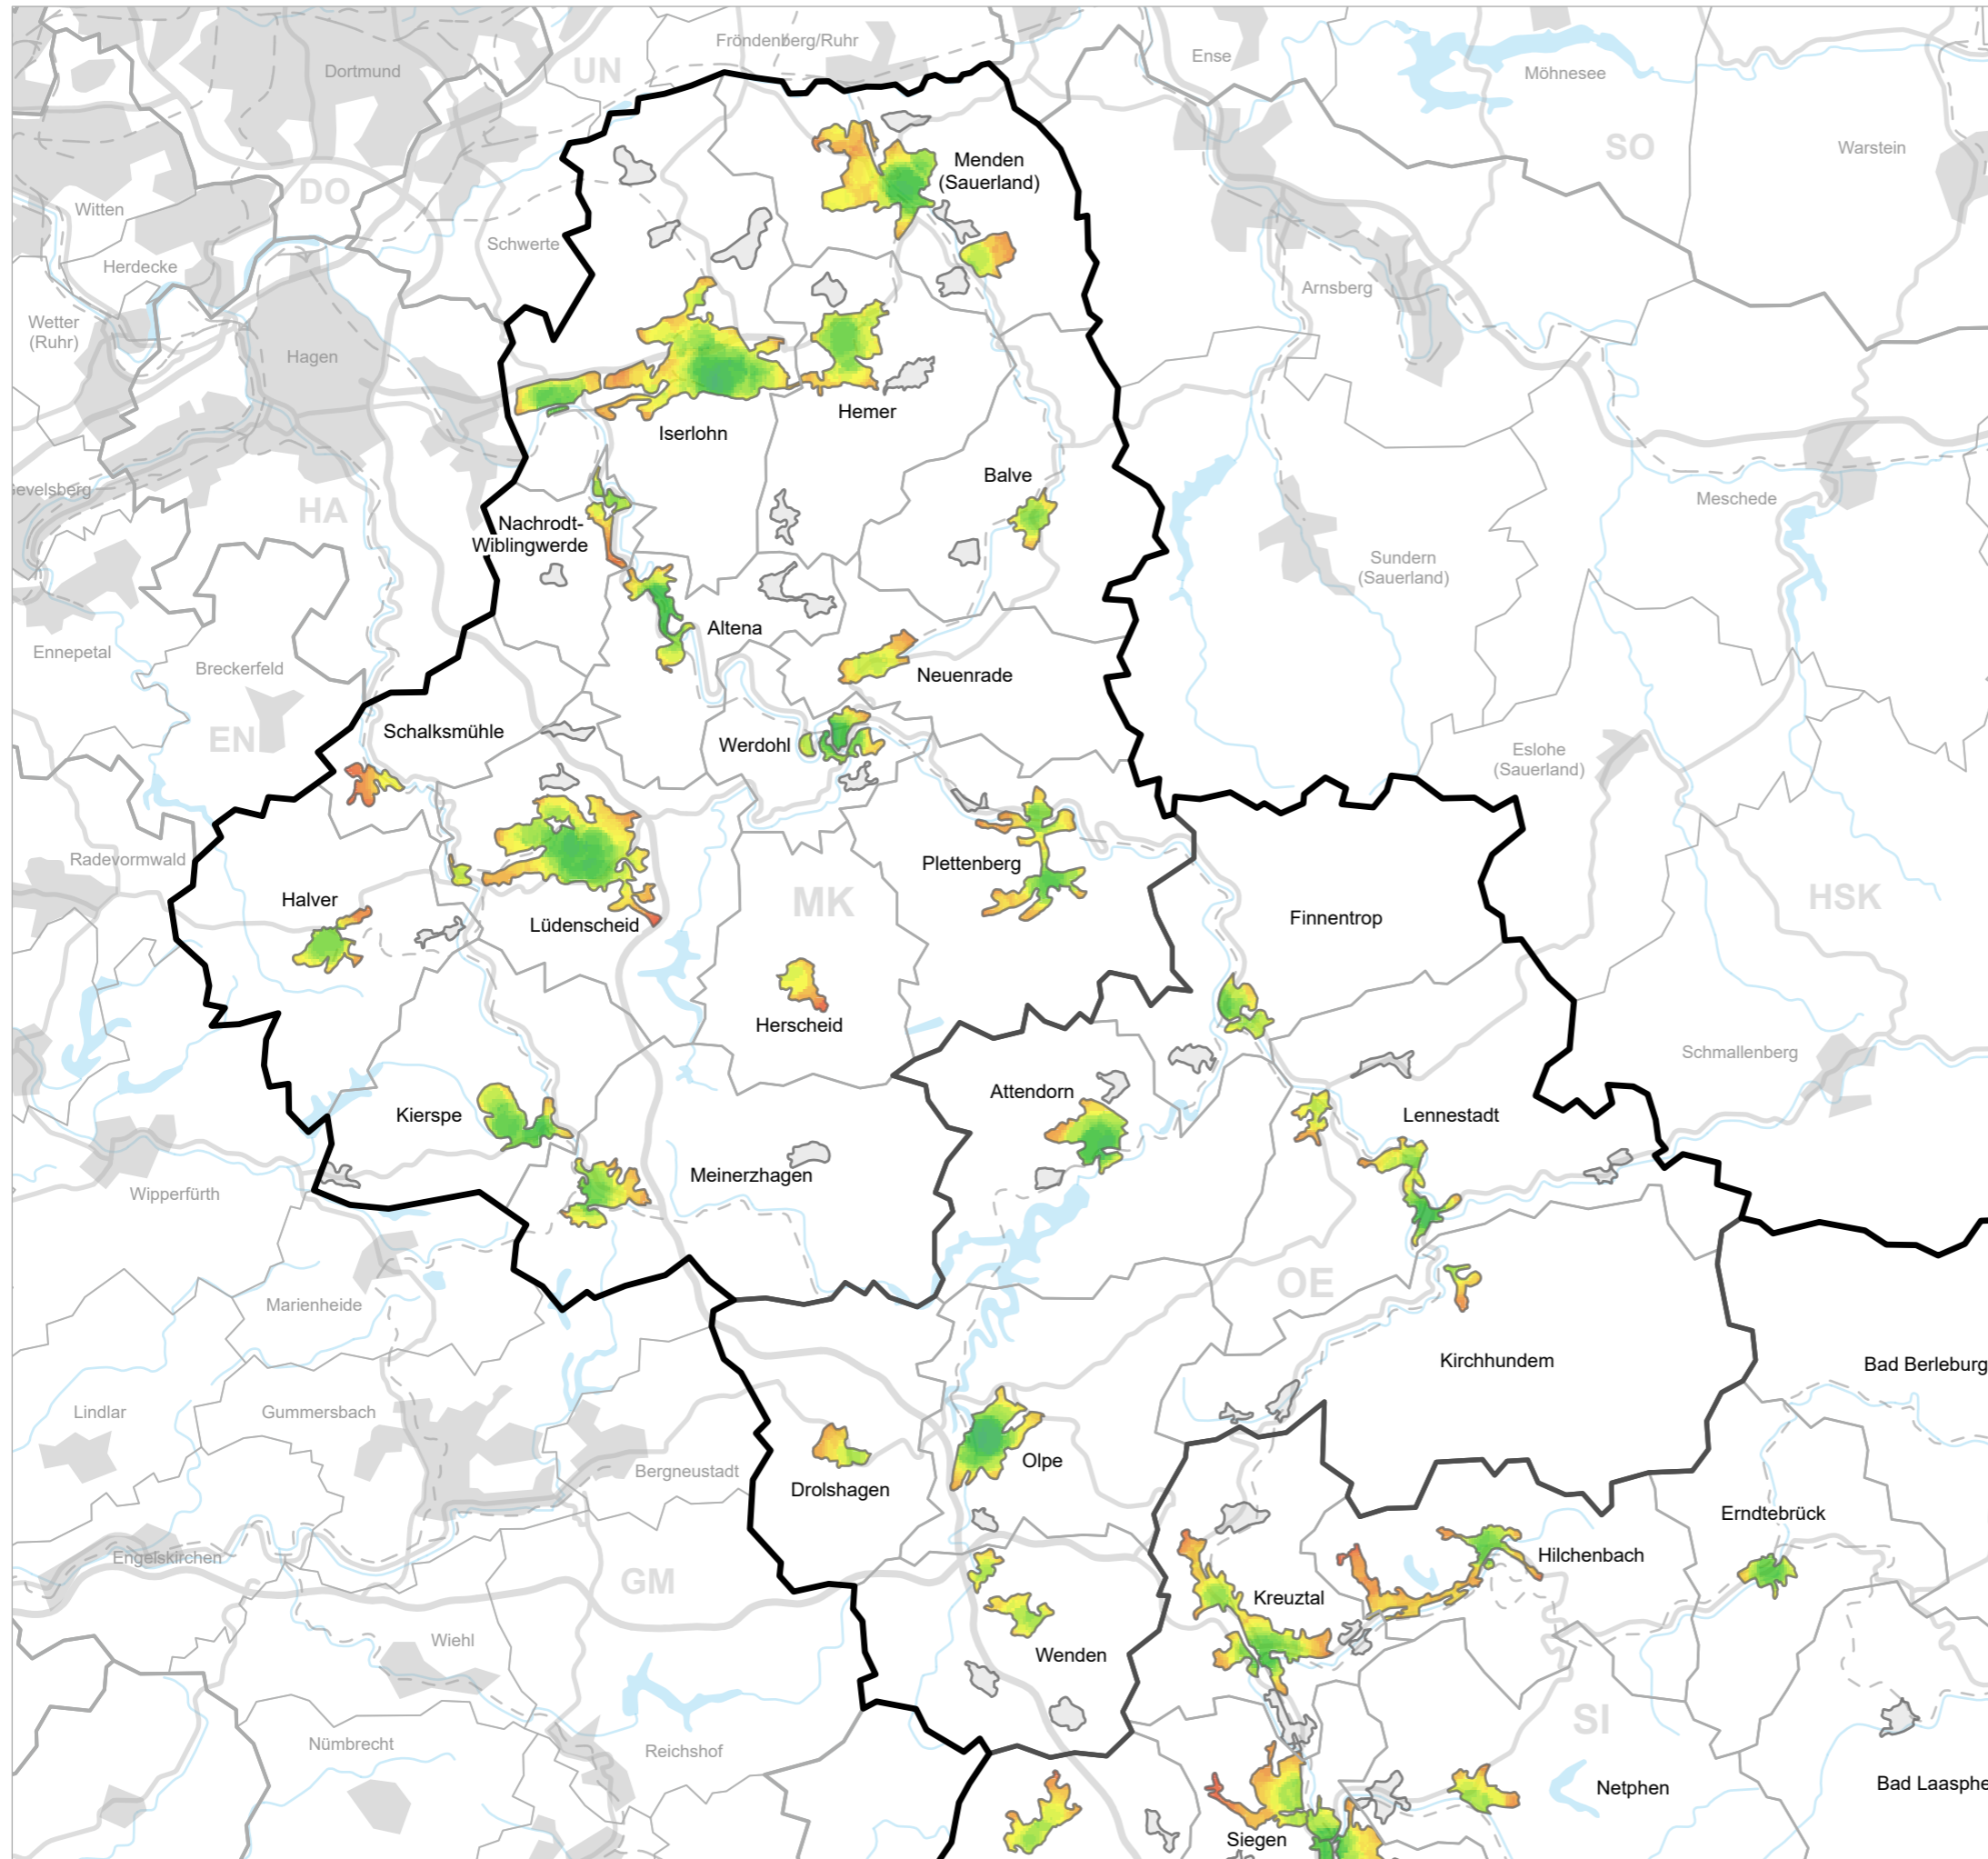 Fröndenberg/Ruhr
Ense
Dortmund
UN
Möhnesee
SO
Warstein
Menden
(Sauerland)
DO
Witten
Schwerte
Herdecke
Arnsberg
Wetter
(Ruhr)
Hagen
Hemer
Iserlohn
Balve
Gevelsberg
HA
Meschede
Nachrodt-
Wiblingwerde
Sundern
(Sauerland)
Altena
Ennepetal
Breckerfeld
Neuenrade
EN
Schalksmühle
Werdohl
Eslohe
(Sauerland)
Radevormwald
Plettenberg
Halver
MK
HSK
Lüdenscheid
Finnentrop
Herscheid
Schmallenberg
Attendorn
Kierspe
Lennestadt
Meinerzhagen
Wipperfürth
OE
Marienheide
Kirchhundem
Bad Berleburg
Lindlar
Gummersbach
Bergneustadt
Olpe
Drolshagen
Erndtebrück
Engelskirchen
Hilchenbach
GM
Kreuztal
Wiehl
Wenden
SI
Nümbrecht
Reichshof
Netphen
Bad Laasphe
Siegen